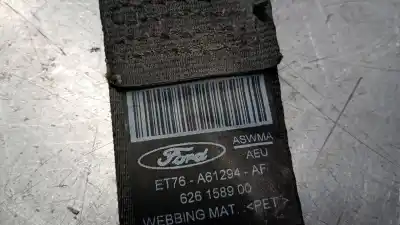 Ford
ASWMA
AEU
ET76 - A61294 - AF
626 1589 00
WEBBING MAT. <PET>